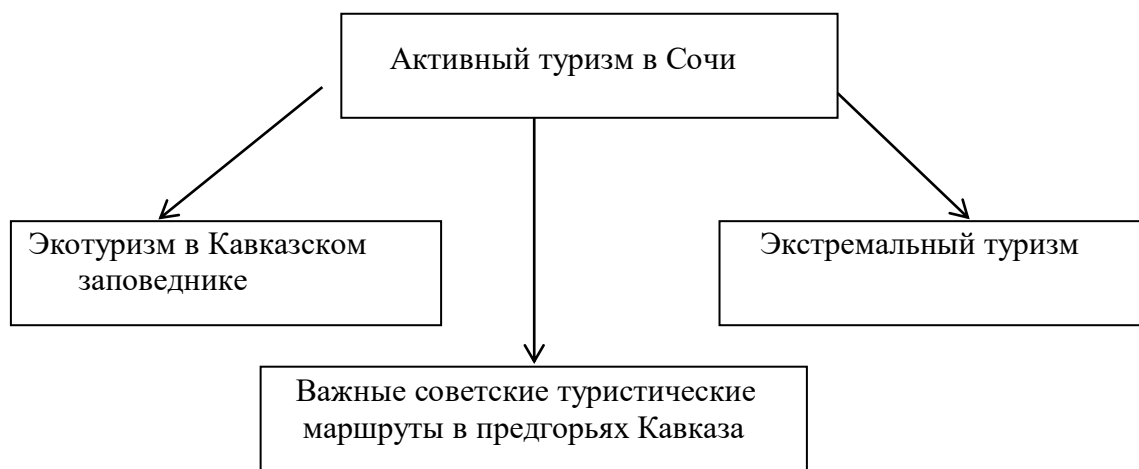 Активный туризм в Сочи
Экотуризм в Кавказском
заповеднике
Экстремальный туризм
Важные советские туристические
маршруты в предгорьях Кавказа